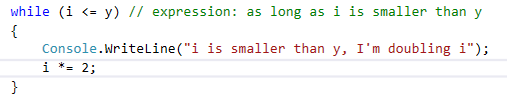 while (i <= y) // expression: as long as i is smaller than y
{
    Console.WriteLine("i is smaller than y, I'm doubling i");
    i *= 2;
}